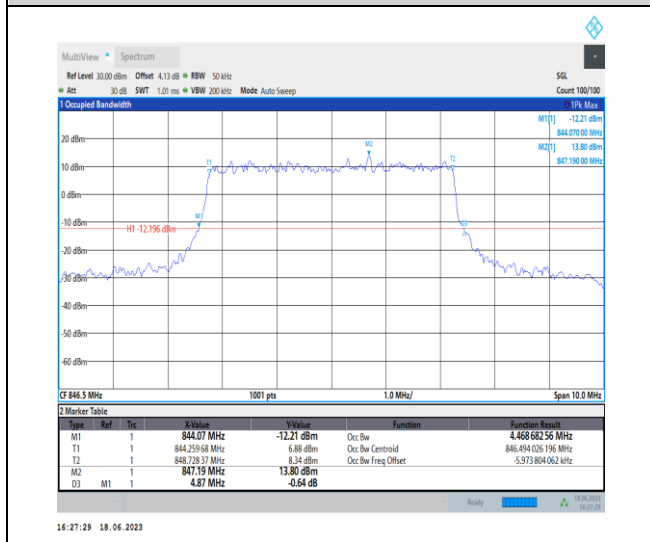 MultiView Spectrum
Ref Level 30.00 dBm Offset 4.13 dB RBW 50 kHz SGL
Att 30 dB SWT 1.01 ms VBW 200 kHz Mode Auto Sweep Count 100/100
1 Occupied Bandwidth 1Pk Max
M1[1] -12.21 dBm
844.070 00 MHz
M2[1] 13.80 dBm
847.190 00 MHz
20 dBm
M2
T1
T2
10 dBm
0 dBm
-10 dBm
M1
H1 -12.196 dBm
-20 dBm
-30 dBm
-40 dBm
-50 dBm
-60 dBm
CF 846.5 MHz 1001 pts 1.0 MHz/ Span 10.0 MHz
2 Marker Table
Type Ref Trc X-Value Y-Value Function Function Result
M1 1 844.07 MHz -12.21 dBm Occ Bw 4.468 682 56 MHz
T1 1 844.259 68 MHz 6.88 dBm Occ Bw Centroid 846.494 026 196 MHz
T2 1 848.728 37 MHz 8.34 dBm Occ Bw Freq Offset -5.973 804 062 kHz
M2 1 847.19 MHz 13.80 dBm
D3 M1 1 4.87 MHz -0.64 dB
Ready 18.06.2023
16:27:29
16:27:29 18.06.2023